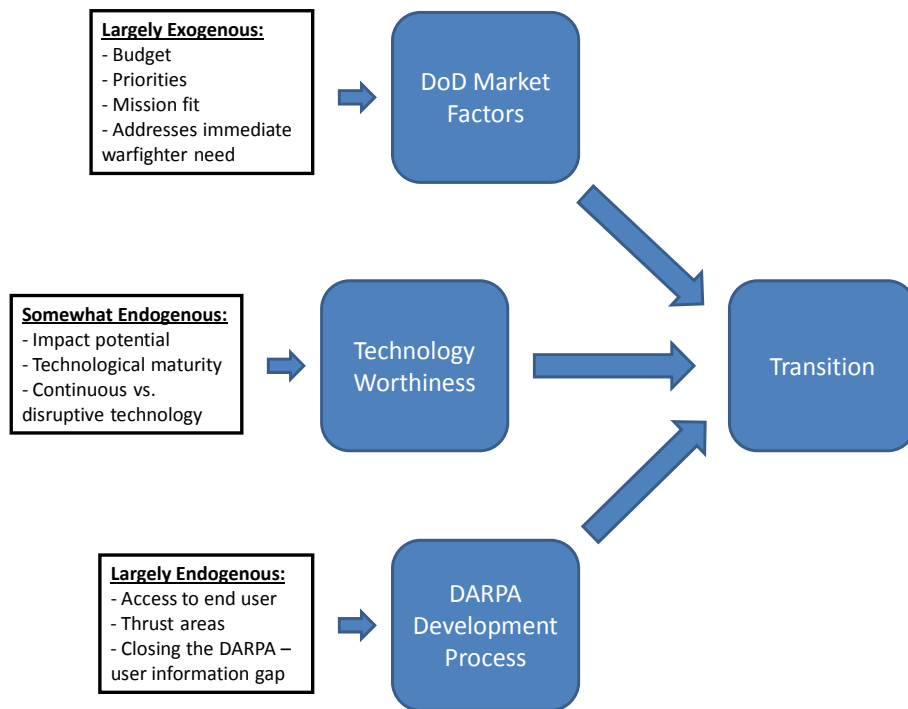 Largely Exogenous:
- Budget
- Priorities
- Mission fit
- Addresses immediate
warfighter need
DoD Market
Factors
Somewhat Endogenous:
- Impact potential
- Technological maturity
- Continuous vs.
disruptive technology
Technology
Worthiness
Transition
Largely Endogenous:
- Access to end user
- Thrust areas
- Closing the DARPA –
user information gap
DARPA
Development
Process